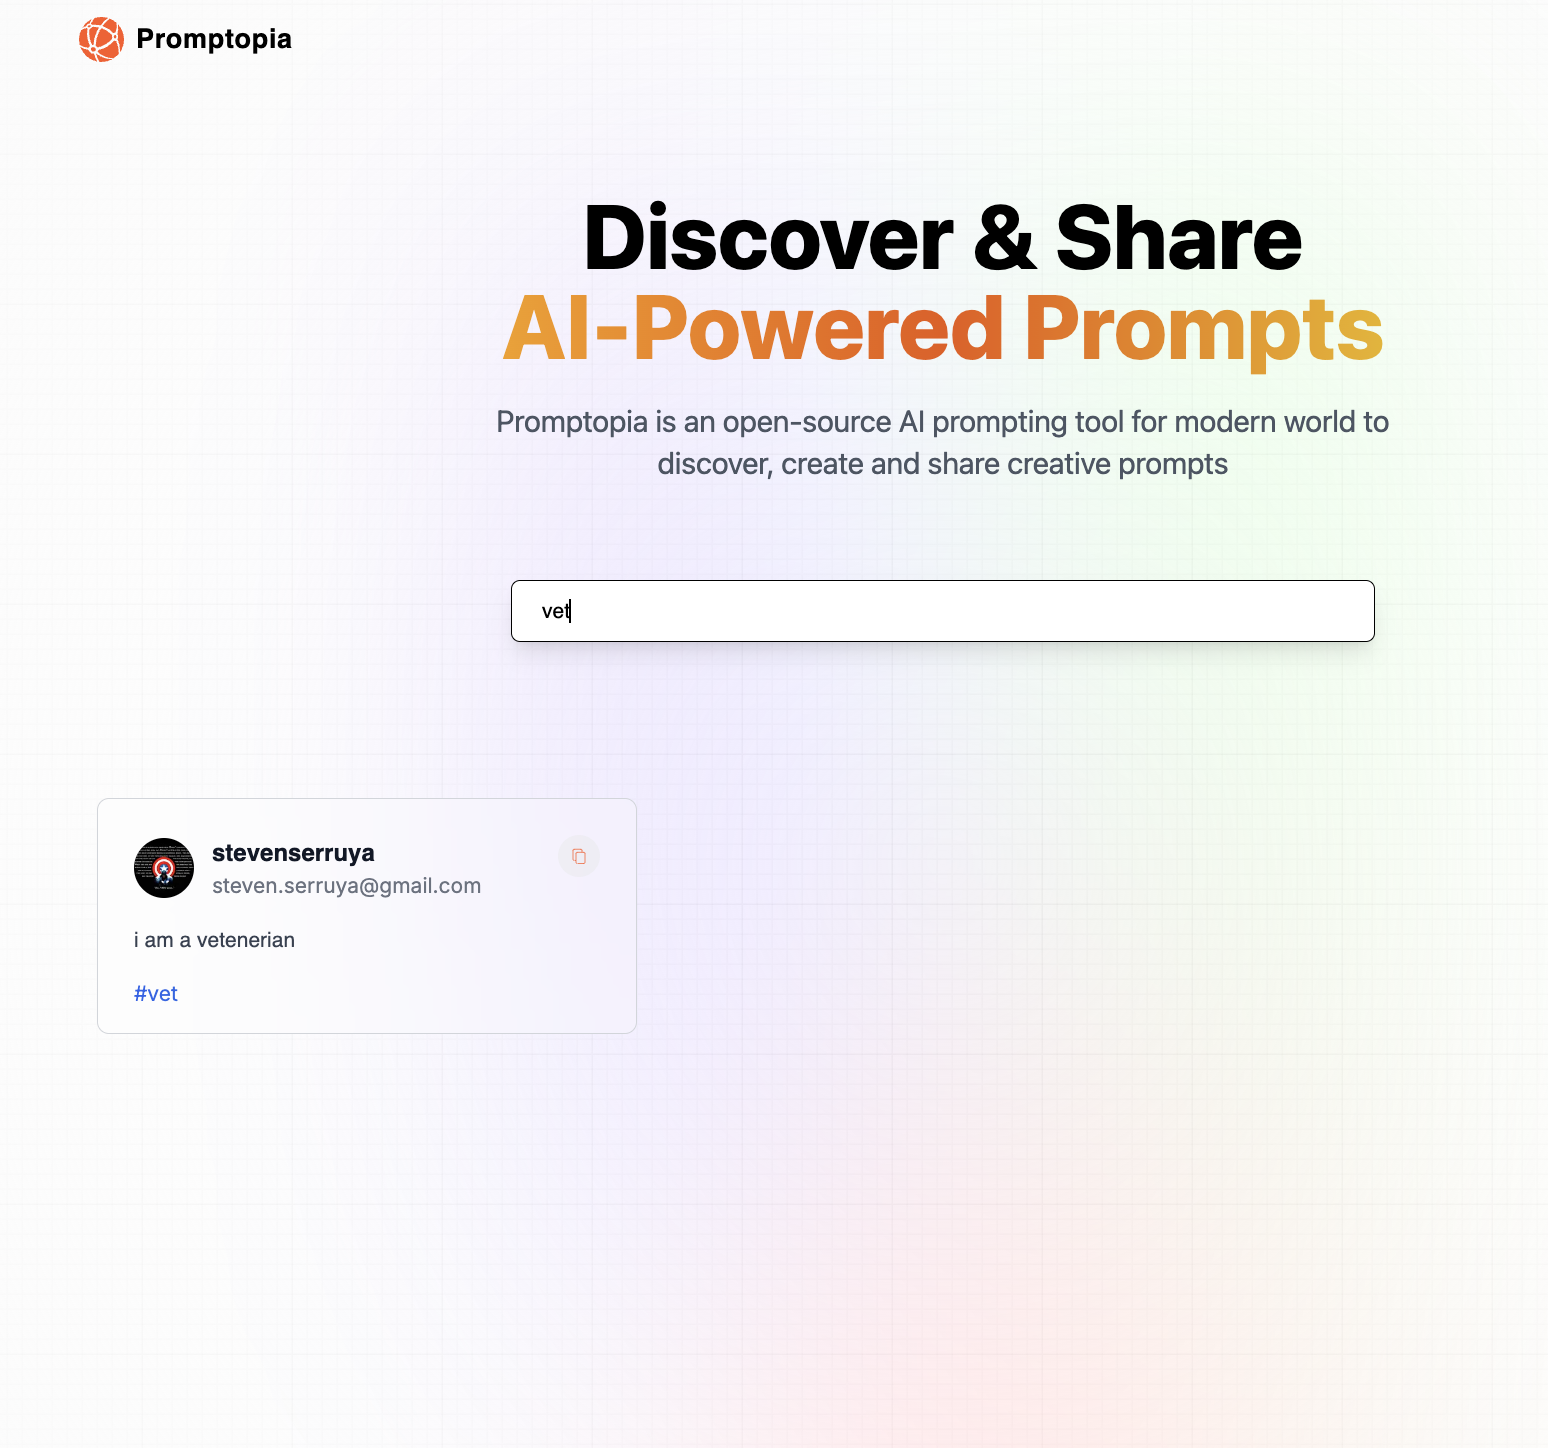 Promptopia
Discover & Share
AI-Powered Prompts
Promptopia is an open-source AI prompting tool for modern world to
discover, create and share creative prompts
vet
stevenserruya
steven.serruya@gmail.com
i am a vetenerian
#vet